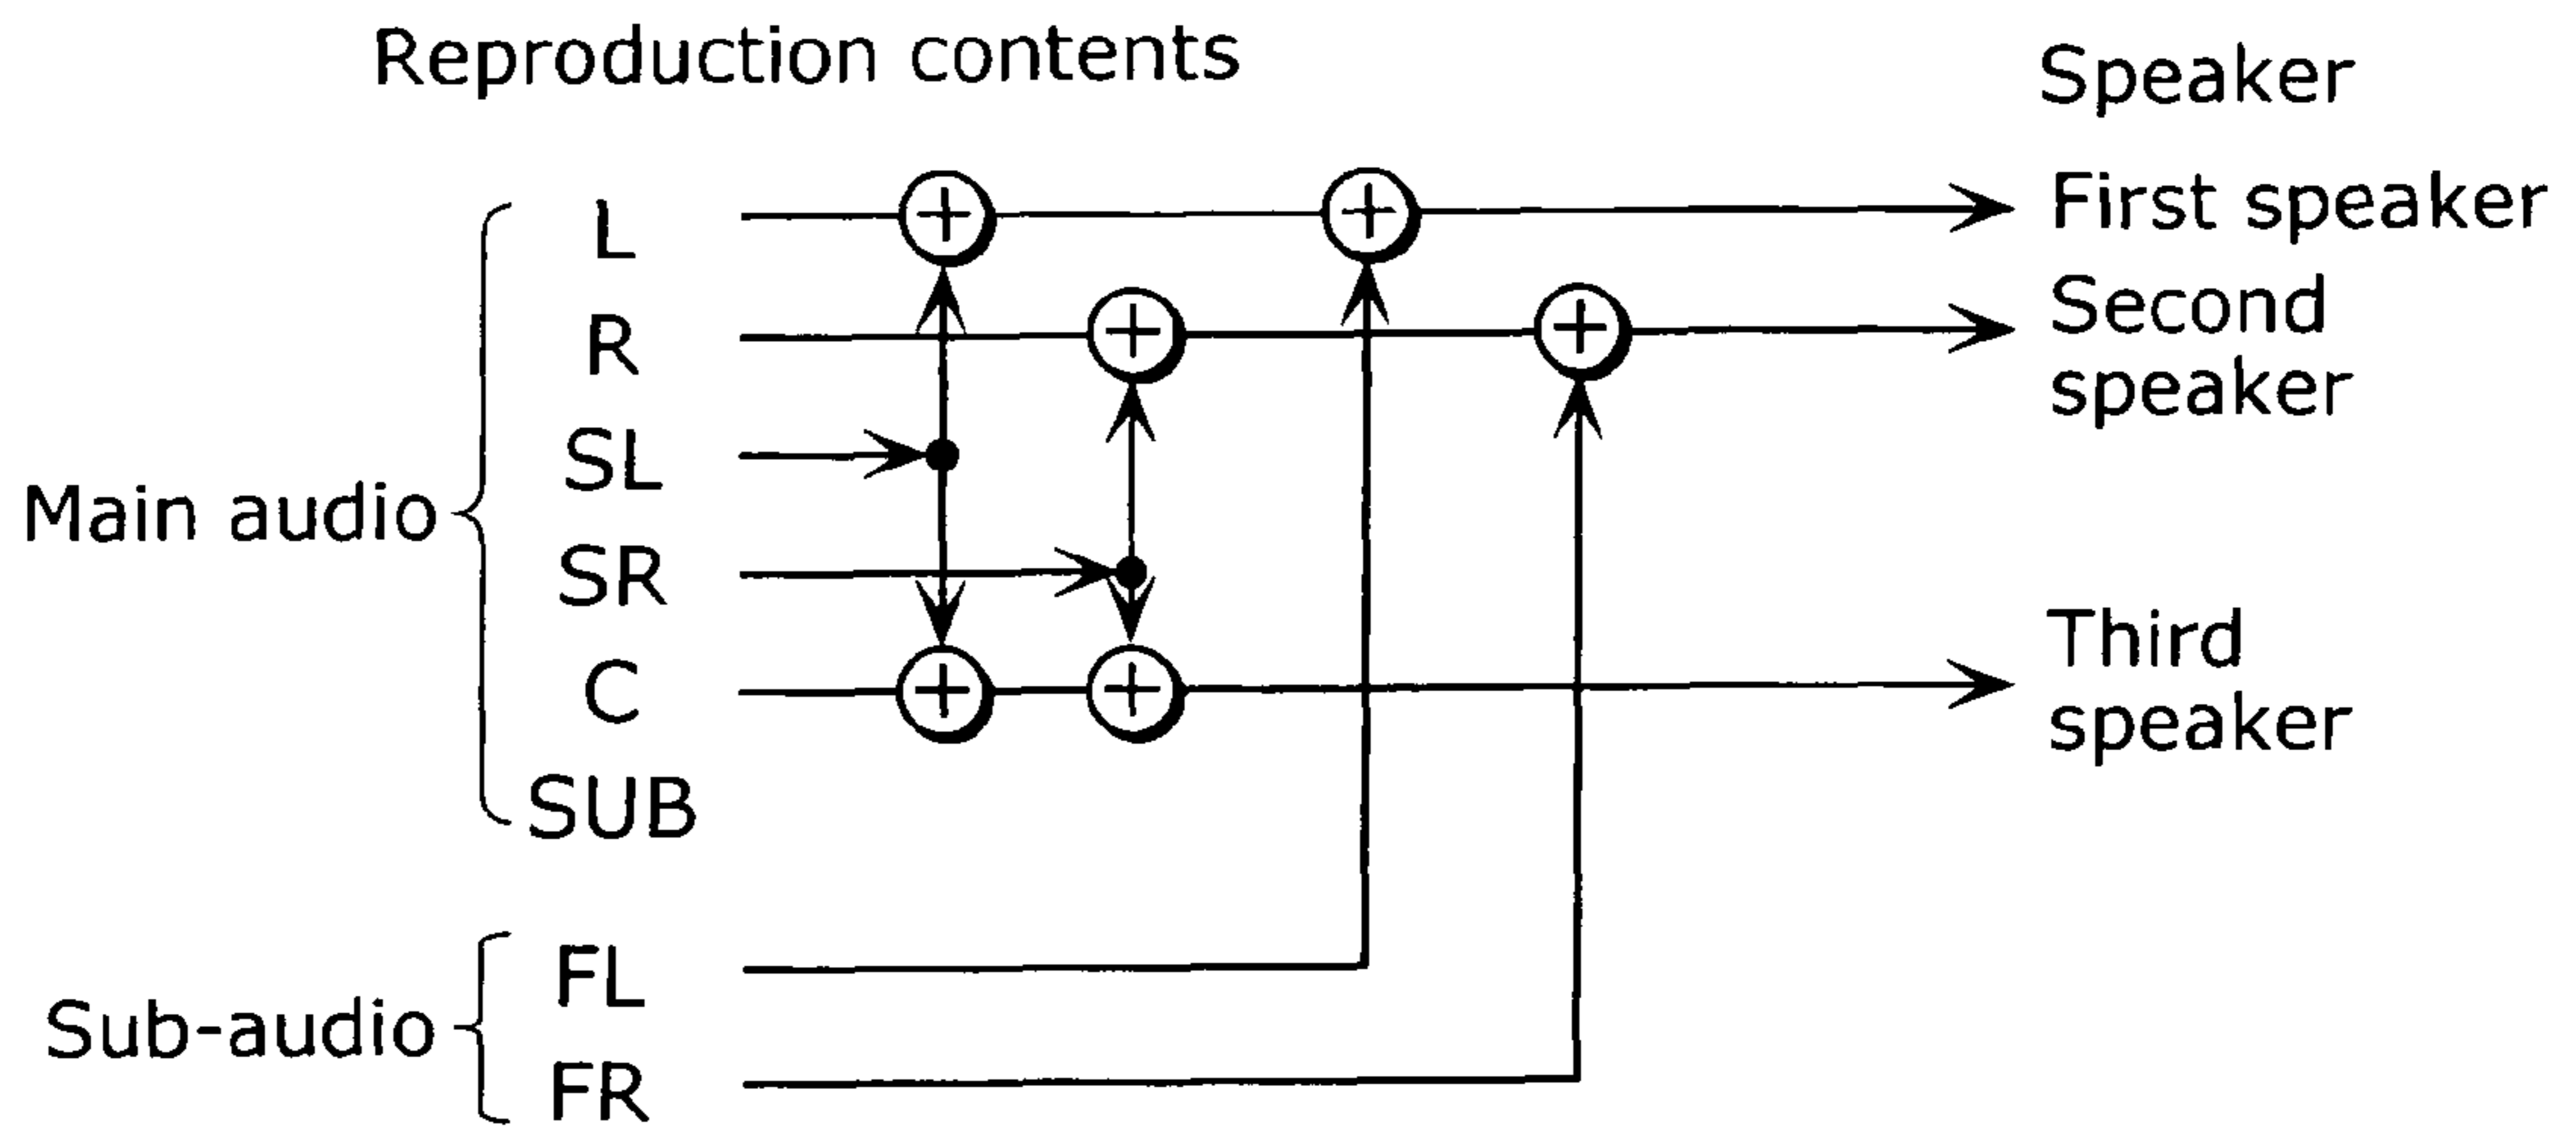 Reproduction contents
Speaker
L
First speaker
R
Second
speaker
SL
Main audio
SR
C
Third
speaker
SUB
FL
Sub-audio
FR